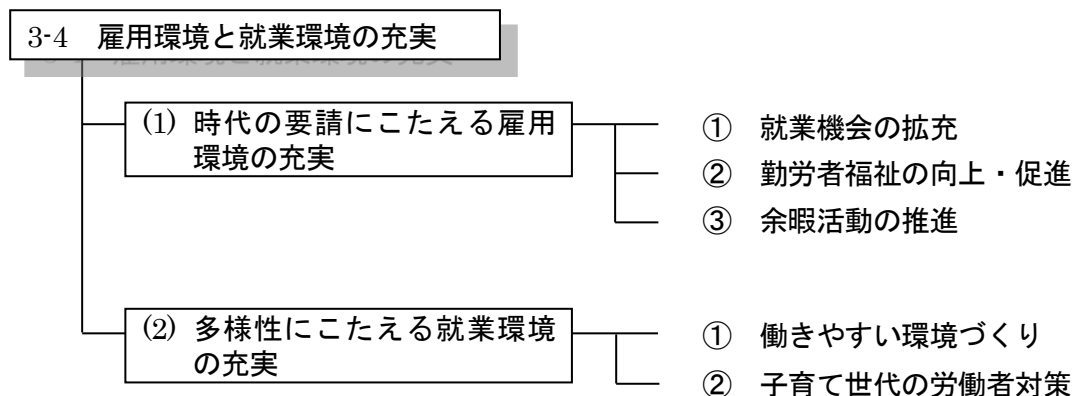 3-4 雇用環境と就業環境の充実
(1) 時代の要請にこたえる雇用
環境の充実
① 就業機会の拡充
② 勤労者福祉の向上・促進
③ 余暇活動の推進
(2) 多様性にこたえる就業環境
の充実
① 働きやすい環境づくり
② 子育て世代の労働者対策